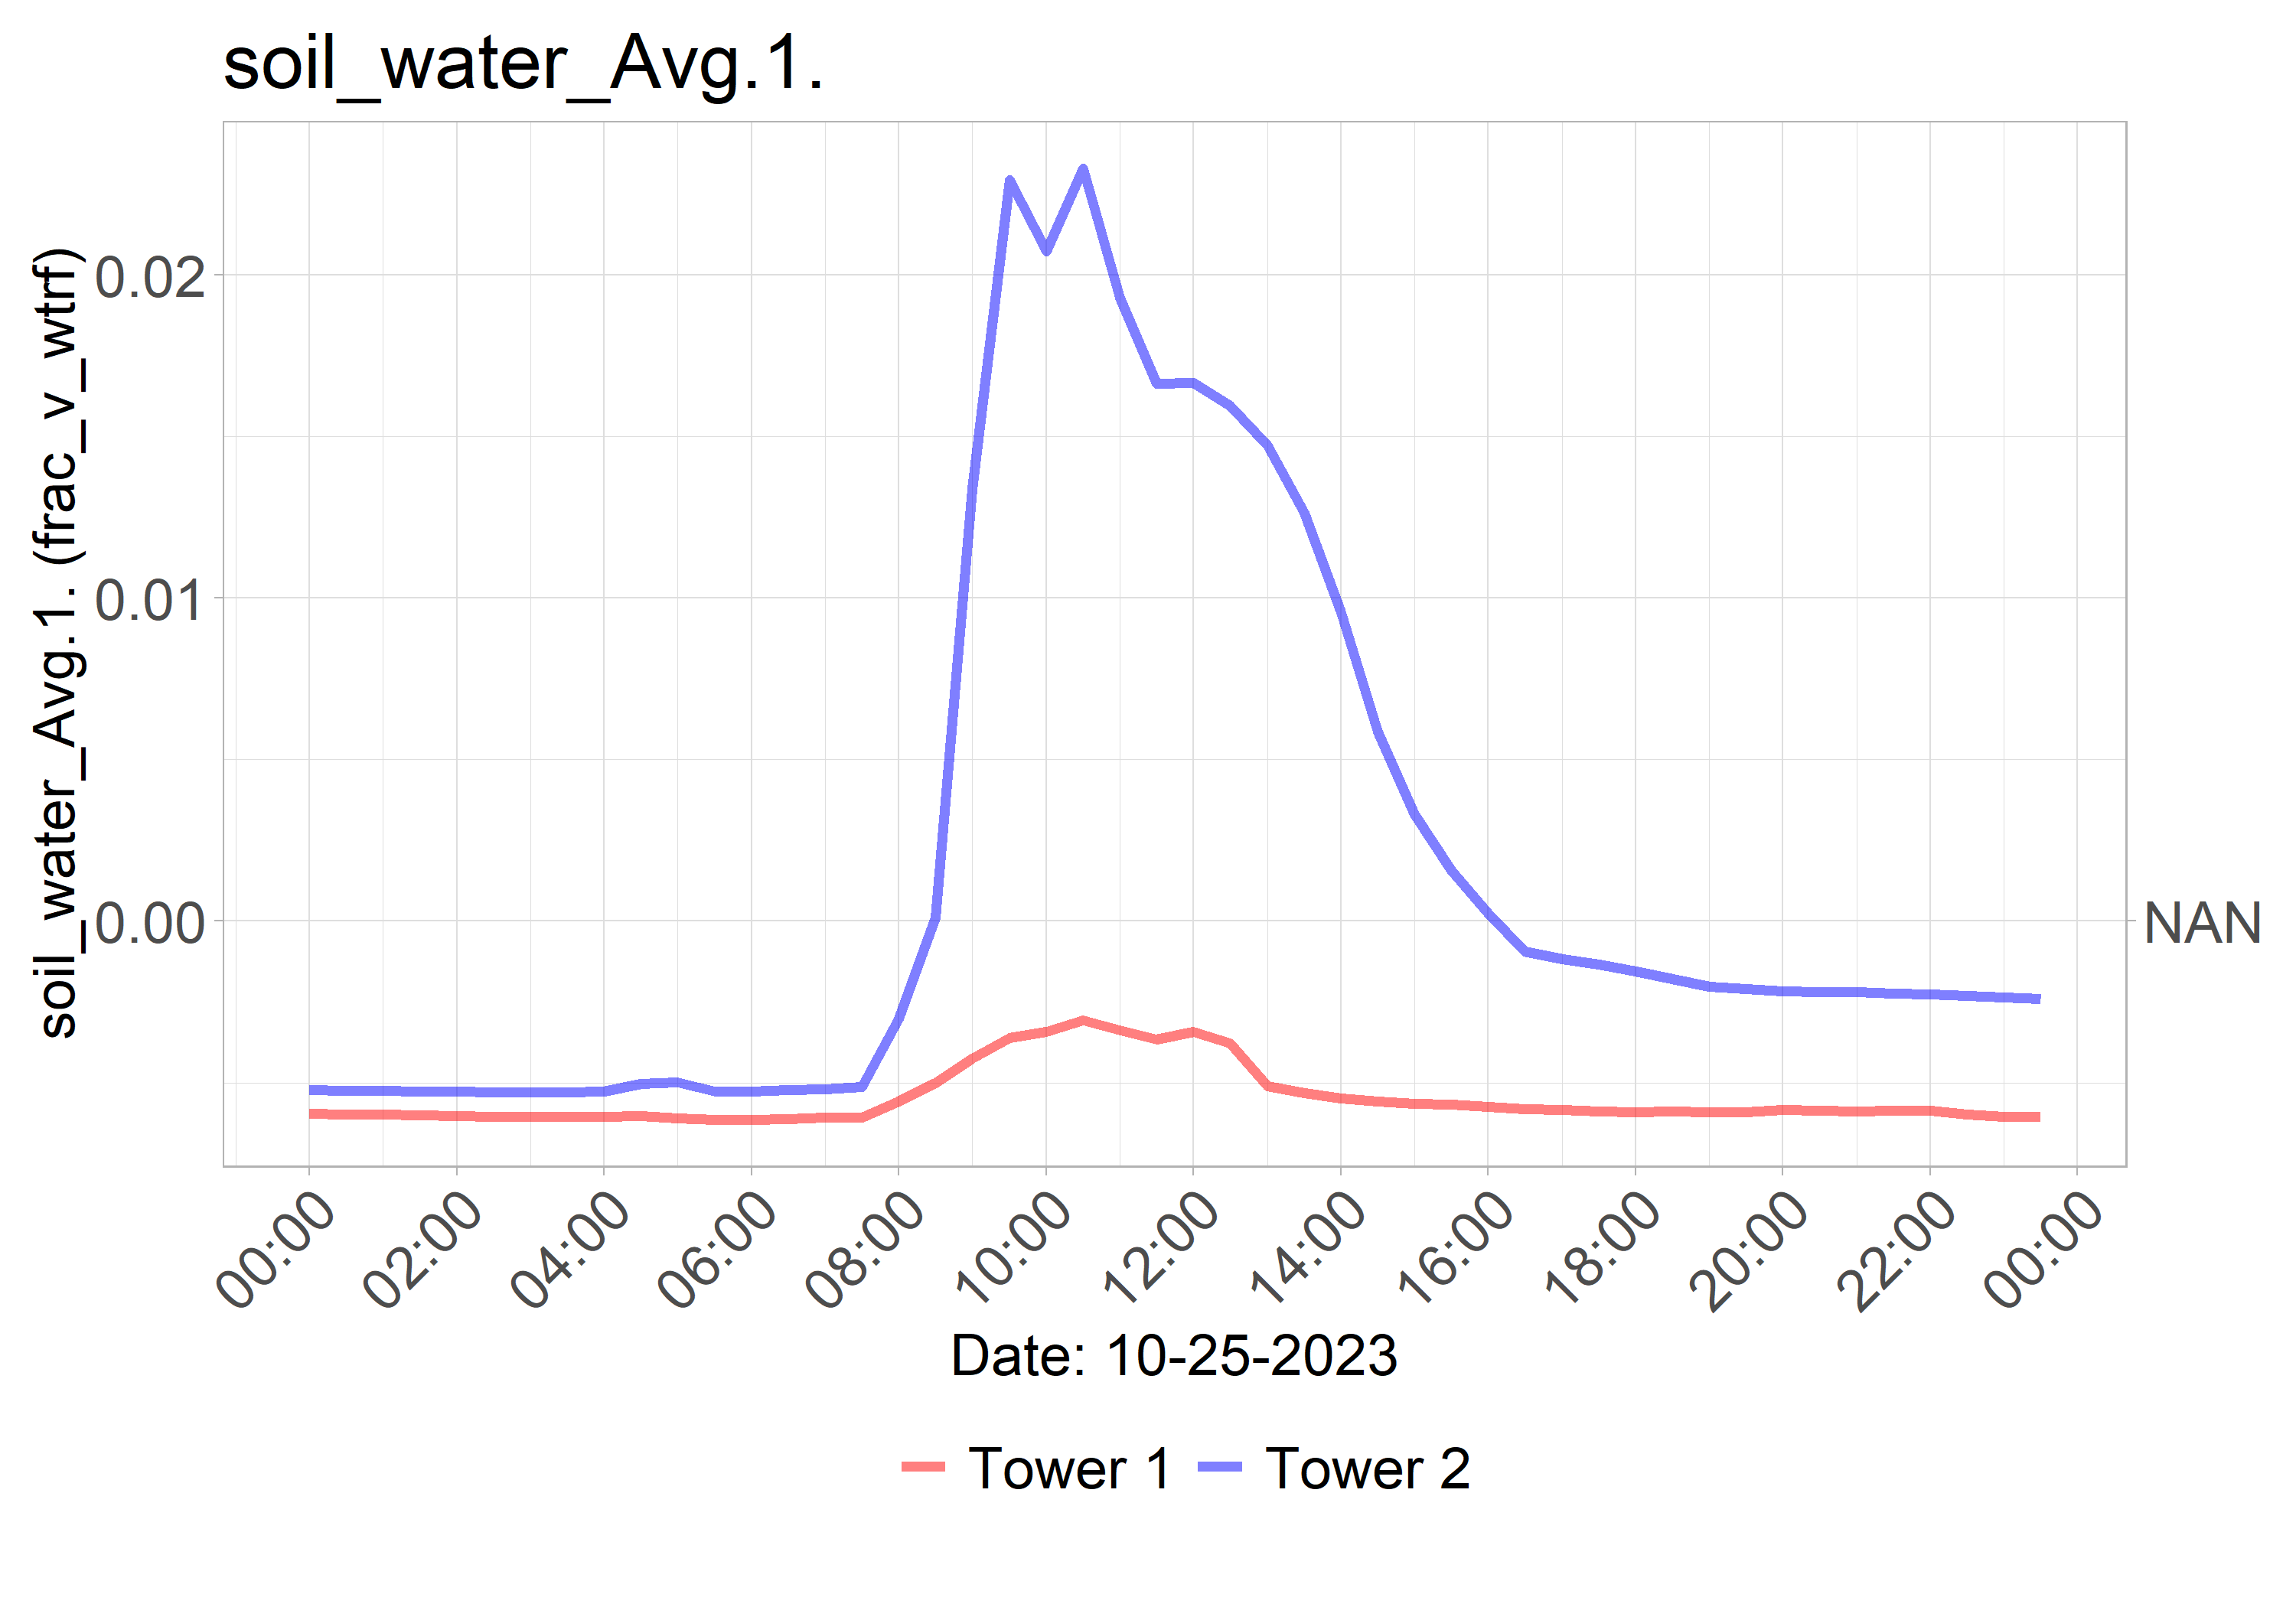 soil_water_Avg.1.
soil_water_Avg.1. (frac_v_wtrf)
0.02
0.01
0.00
NAN
00:00
02:00
04:00
06:00
08:00
10:00
12:00
14:00
16:00
18:00
20:00
22:00
00:00
Date: 10-25-2023
Tower 1
Tower 2